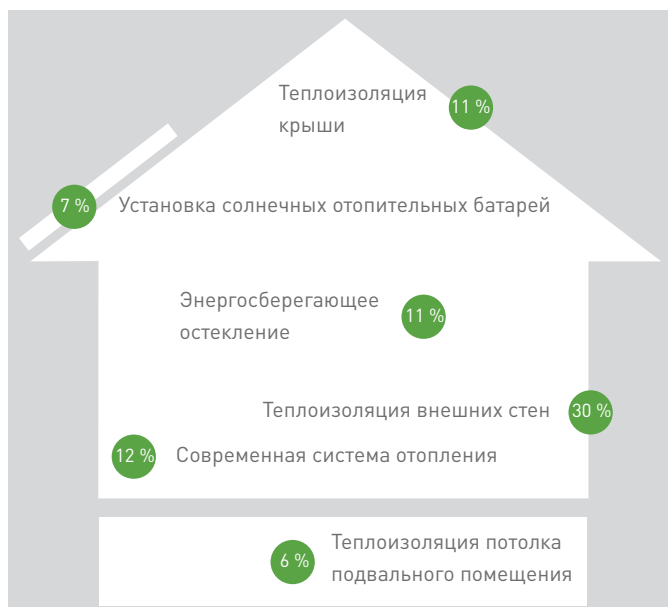 Теплоизоляция
крыши
11 %
7 %
Установка солнечных отопительных батарей
Энергосберегающее
остекление
11 %
Теплоизоляция внешних стен
30 %
12 %
Современная система отопления
6 %
Теплоизоляция потолка
подвального помещения